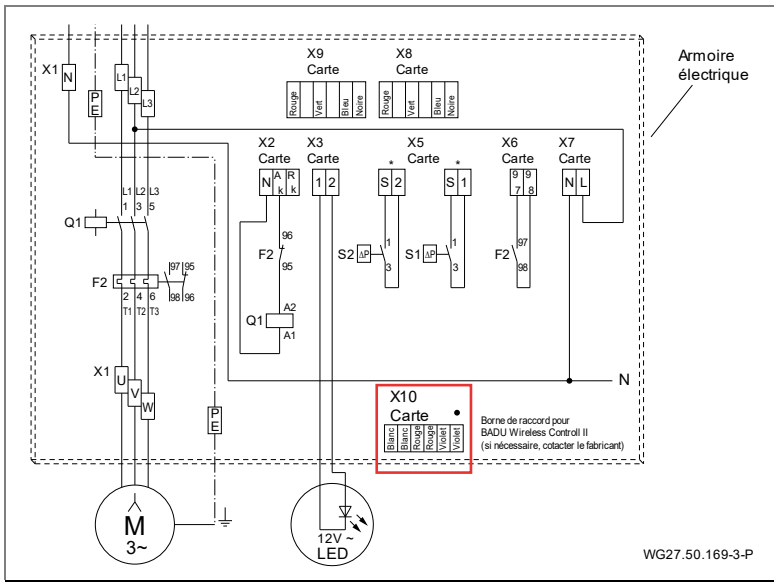 X9
Carte
X8
Carte
Armoire
électrique
X1
N
L1
L2
L3
PE
Rouge
Vert
Bleu
Noire
Rouge
Vert
Bleu
Noire
X2
Carte
X3
X5
Carte
X6
Carte
X7
Carte
* *
N
A
k
R
k
1 2
S 2
S 1
9
7
9
8
N L
L1 L2 L3
1 3 5
Q1
96
F2
95
S2 ΔP
1
3
S1 ΔP
1
3
F2
97
98
F2
97 95
98 96
2 4 6
T1 T2 T3
Q1
A2
A1
X1
U
V
W
N
X10
Carte
Blanc
Blanc
Rouge
Rouge
Violet
Violet
Borne de raccord pour
BADU Wireless Controll II
(si nécessaire, cotacter le fabricant)
PE
M
3~
12V ~
LED
WG27.50.169-3-P